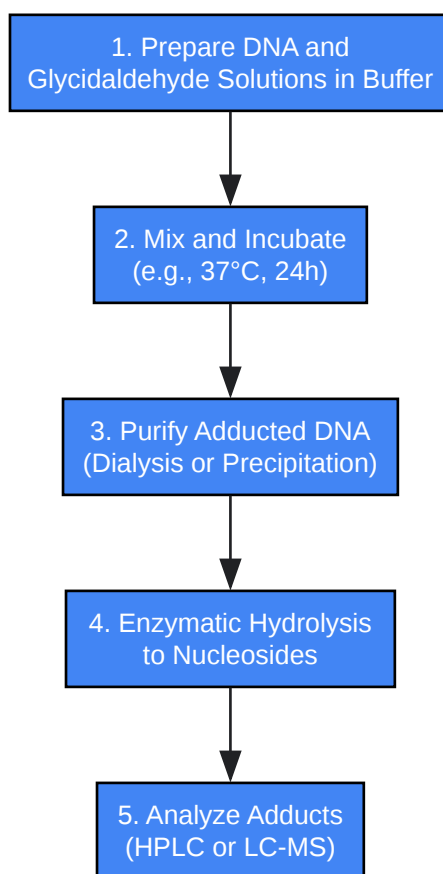 1. Prepare DNA and
Glycidaldehyde Solutions in Buffer
2. Mix and Incubate
(e.g., 37°C, 24h)
3. Purify Adducted DNA
(Dialysis or Precipitation)
4. Enzymatic Hydrolysis
to Nucleosides
5. Analyze Adducts
(HPLC or LC-MS)